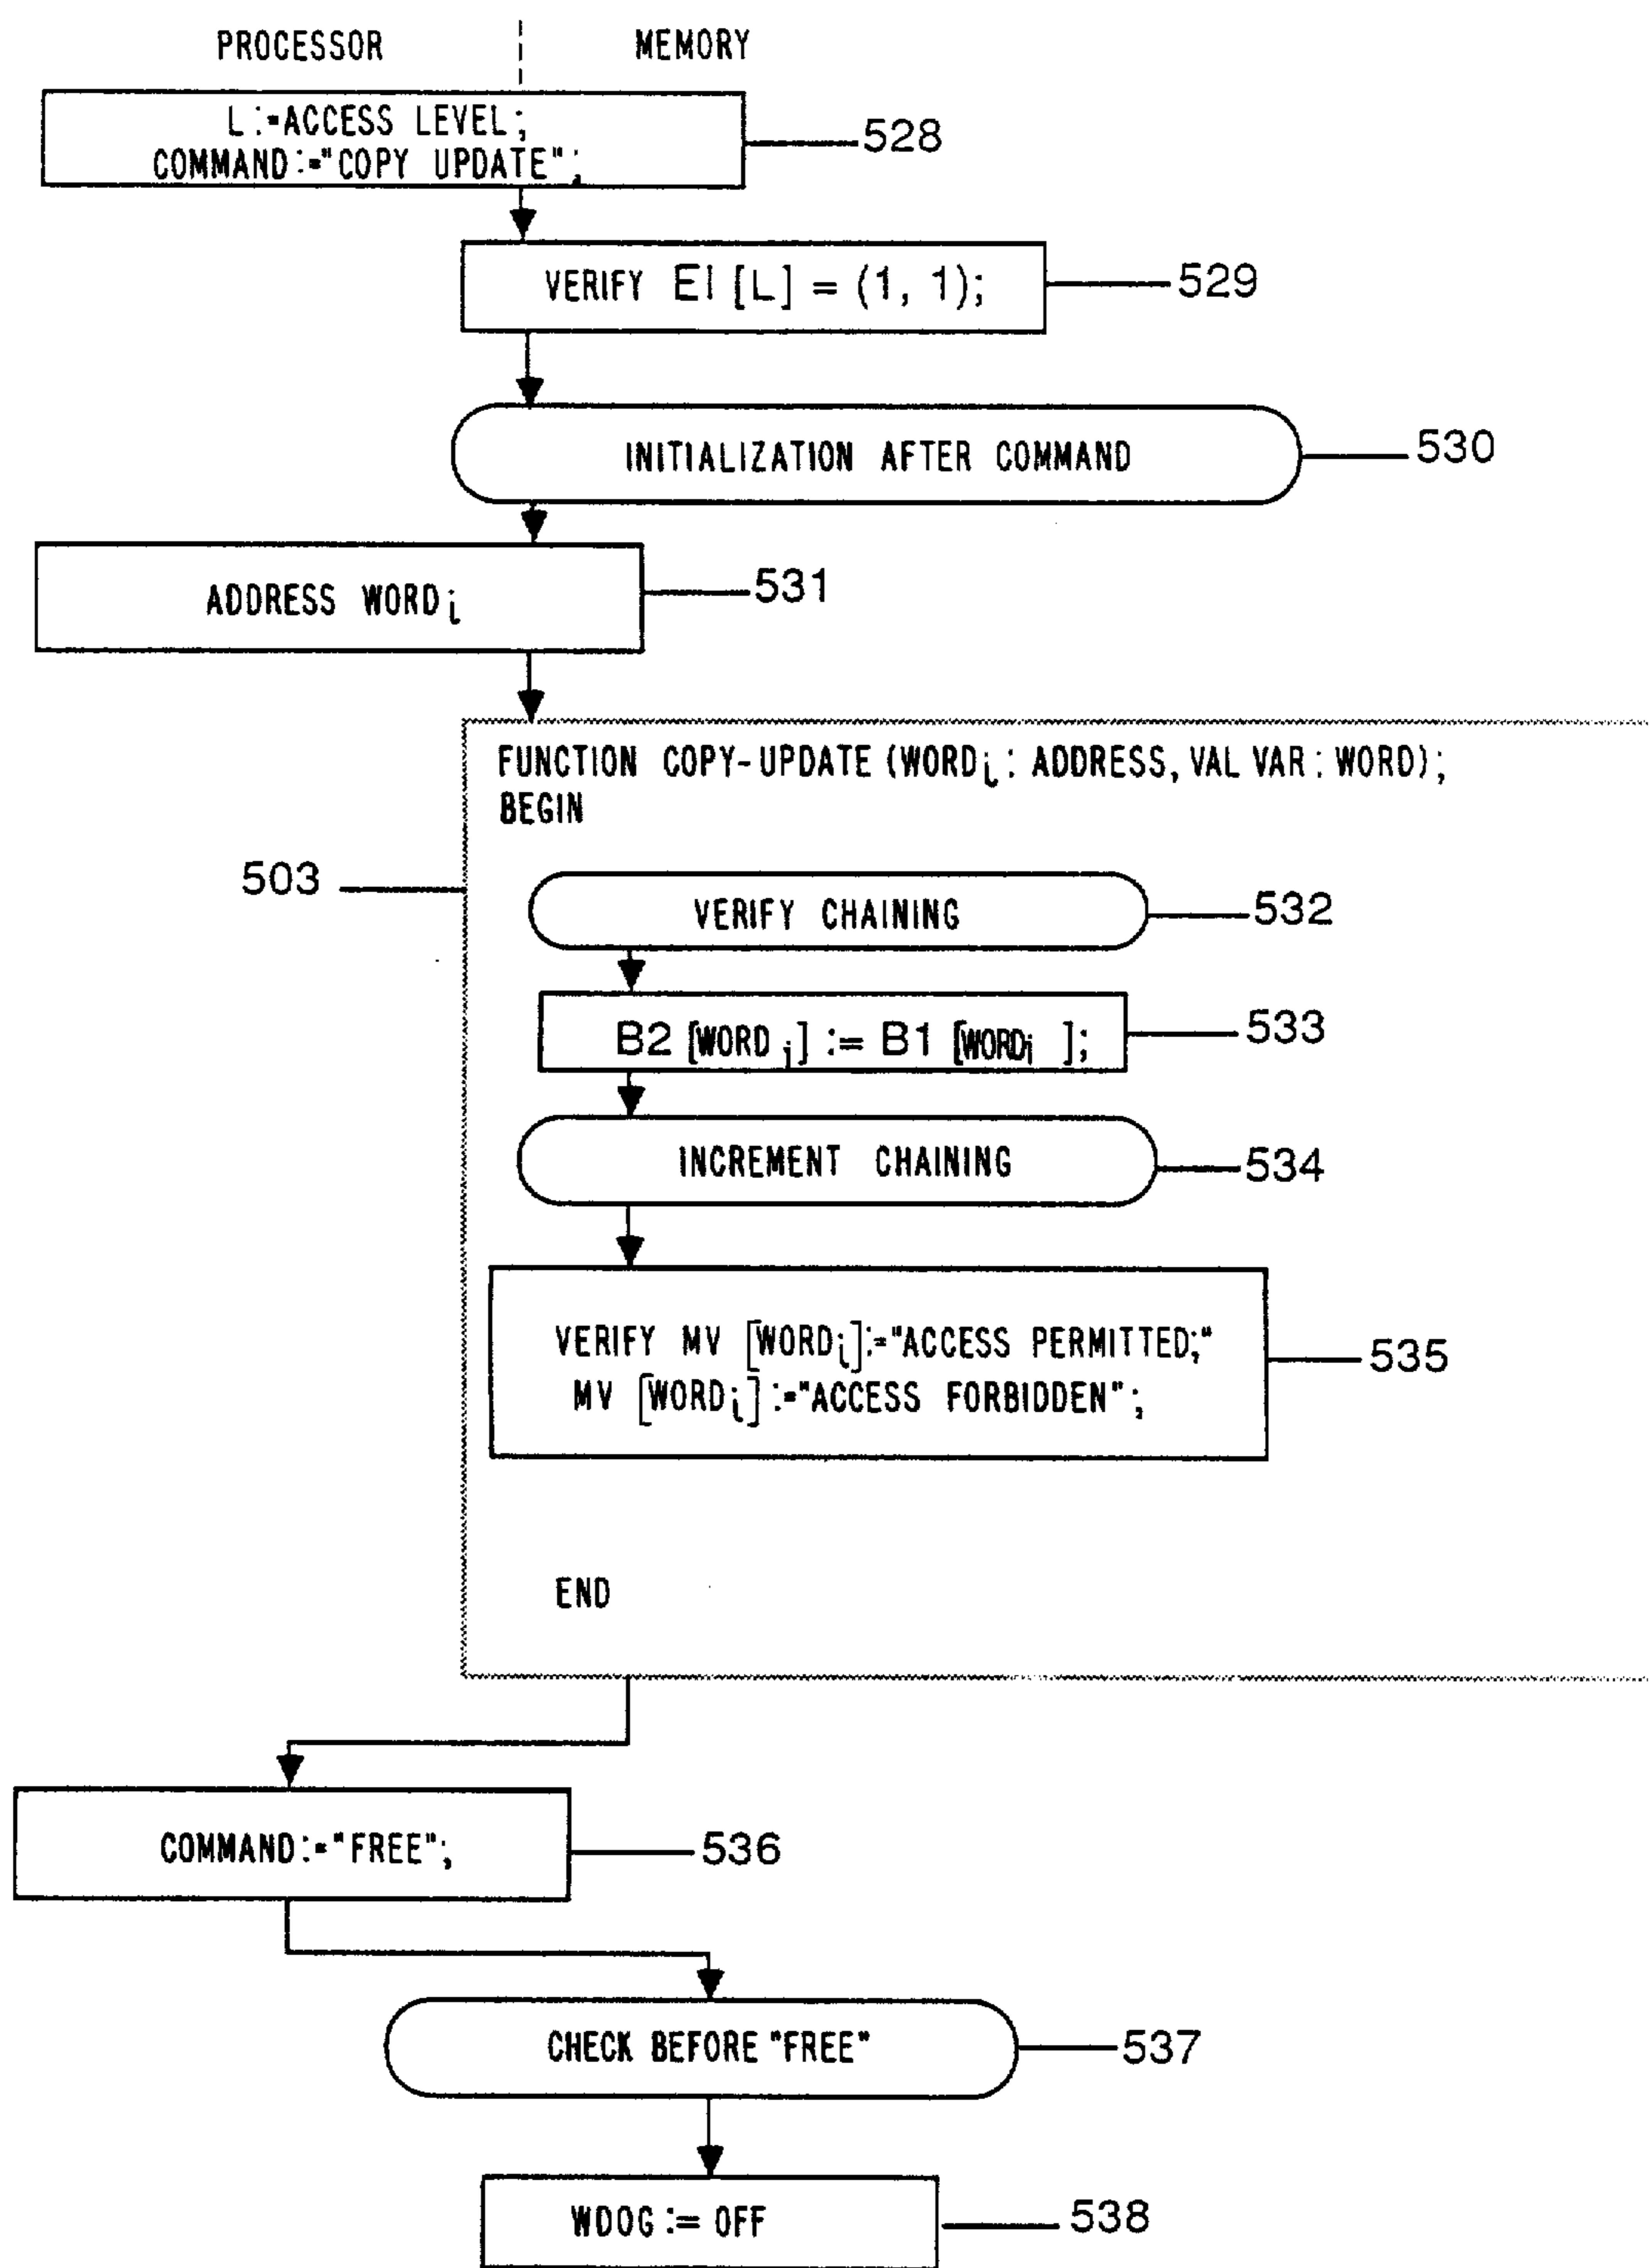 PROCESSOR MEMORY
L:=ACCESS LEVEL;
COMMAND:="COPY UPDATE";
528
VERIFY EI [L] = (1, 1);
529
INITIALIZATION AFTER COMMAND
530
ADDRESS WORDi
531
FUNCTION COPY-UPDATE (WORDi: ADDRESS, VAL VAR: WORD);
BEGIN
503
VERIFY CHAINING
532
B2 [WORDi] := B1 [WORDi];
533
INCREMENT CHAINING
534
VERIFY MV [WORDi]:="ACCESS PERMITTED;"
MV [WORDi]:="ACCESS FORBIDDEN";
535
END
COMMAND:="FREE";
536
CHECK BEFORE "FREE"
537
WDOG:= OFF
538